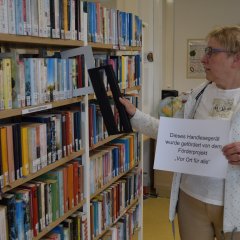 Dieses Handlesegerät
wurde gefördert von dem
Förderprojekt
„Vor Ort für alle"